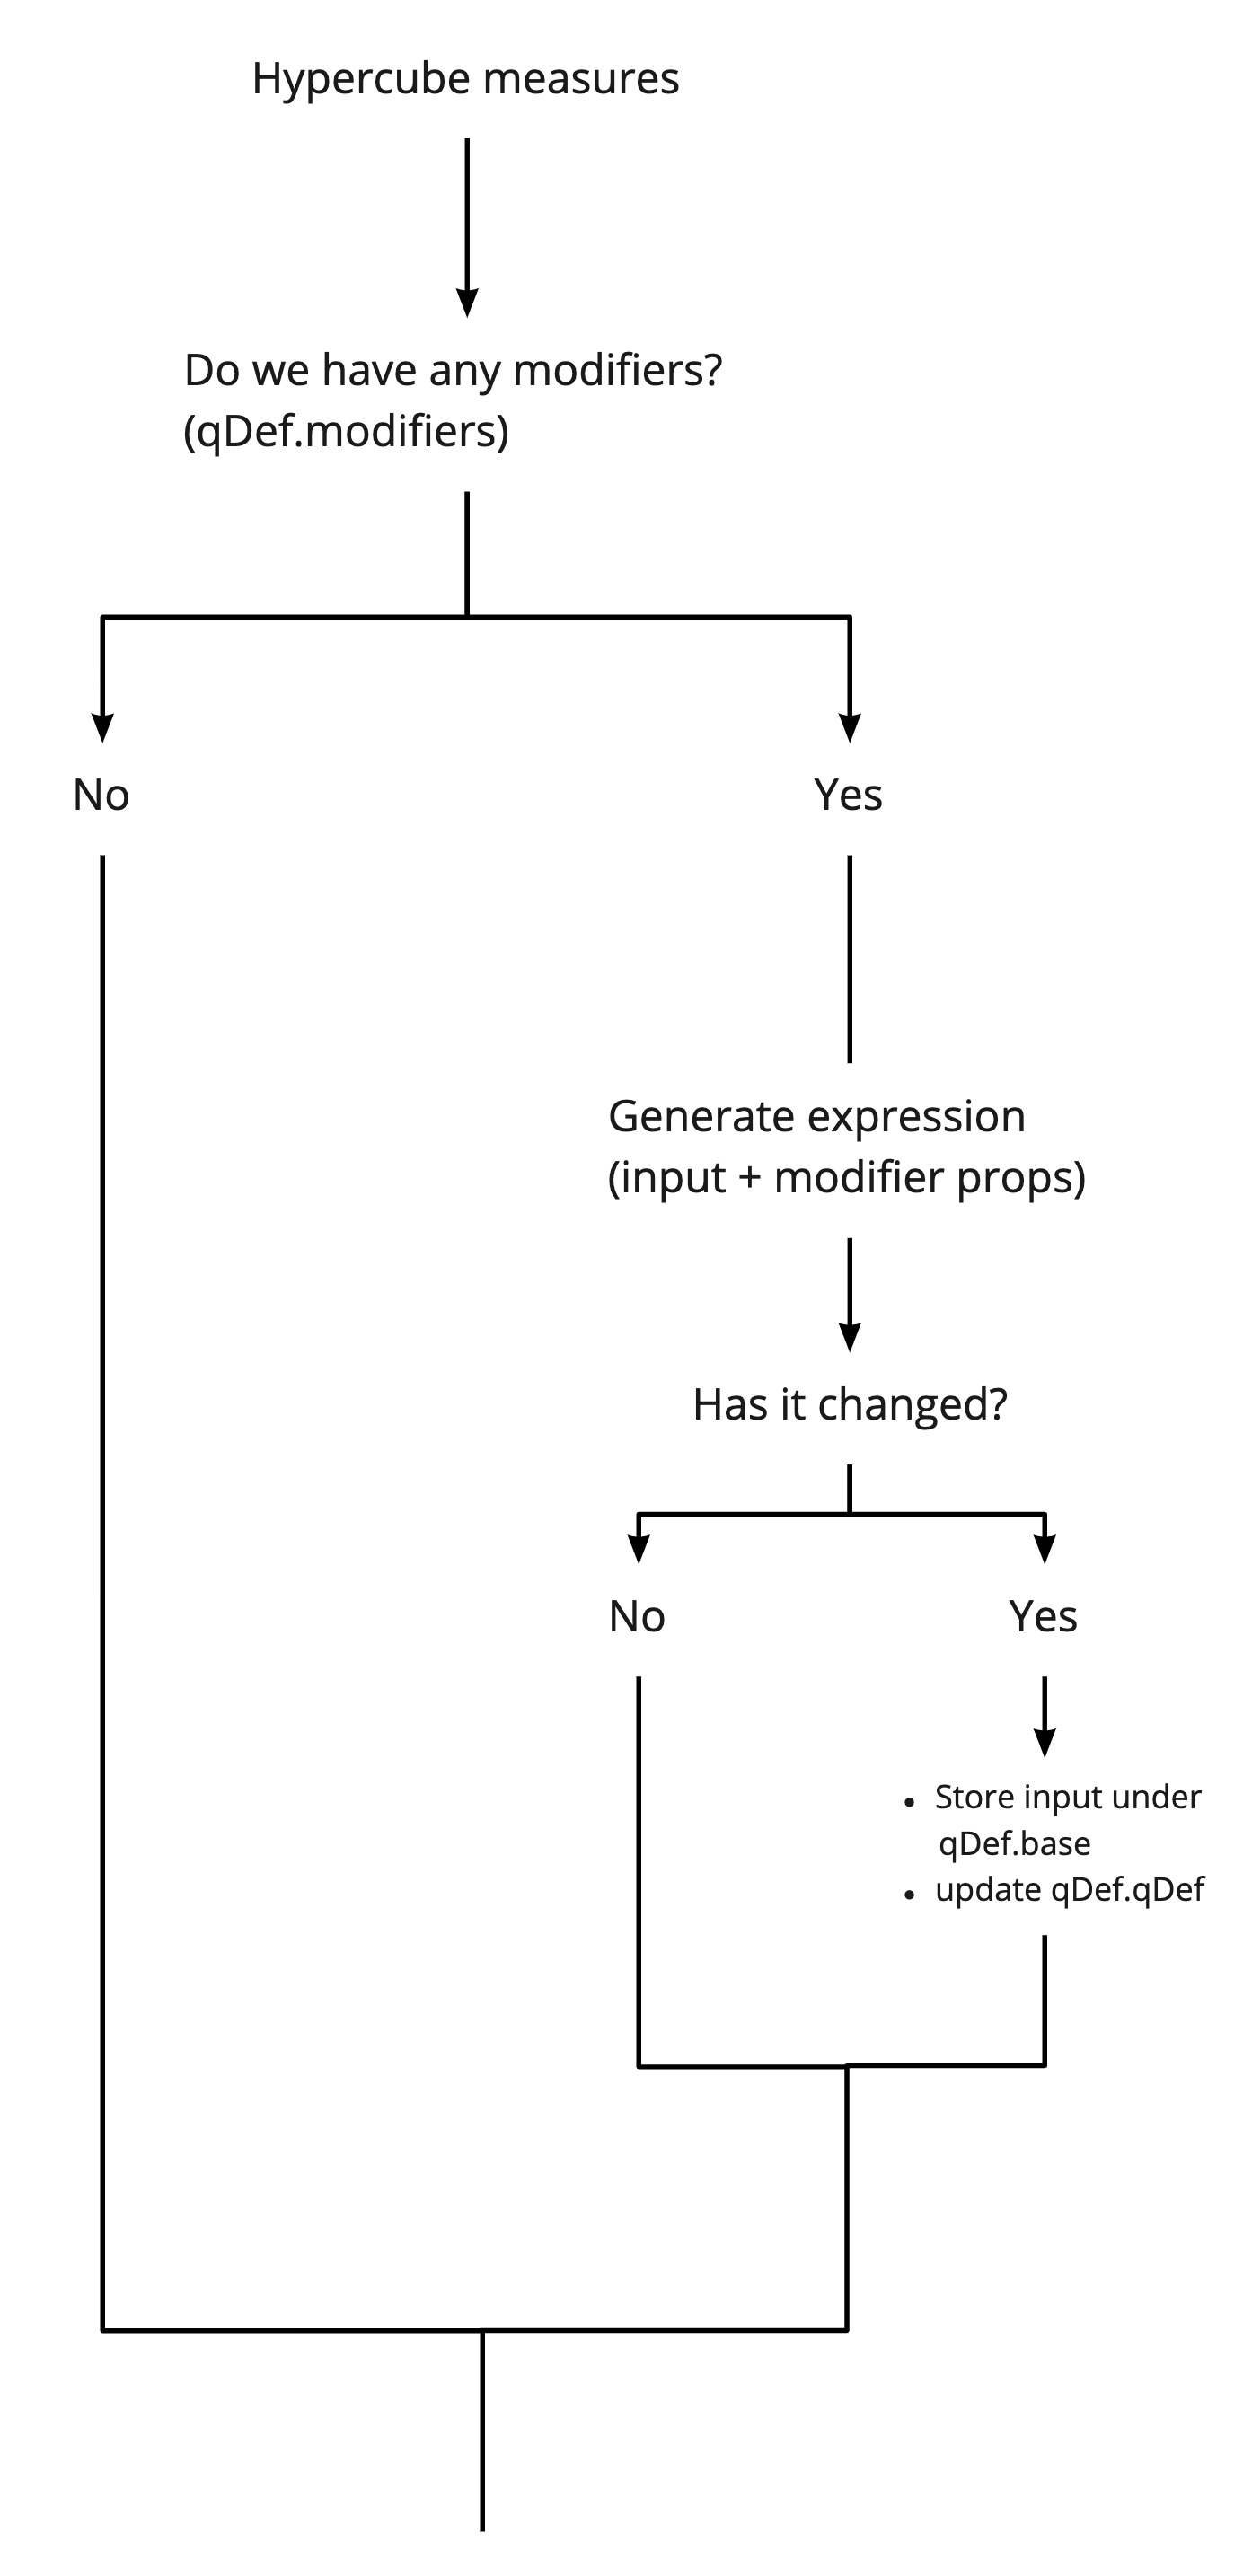 Hypercube measures
Do we have any modifiers?
(qDef.modifiers)
No
Yes
Generate expression
(input + modifier props)
Has it changed?
No
Yes
• Store input under
qDef.base
• update qDef.qDef